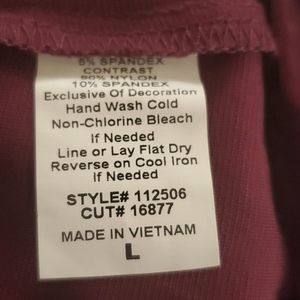 5% SPANDEX
CONTRAST
90% NYLON
10% SPANDEX
Exclusive Of Decoration
Hand Wash Cold
Non-Chlorine Bleach
If Needed
Line or Lay Flat Dry
Reverse on Cool Iron
If Needed
STYLE# 112506
CUT# 16877
MADE IN VIETNAM
L